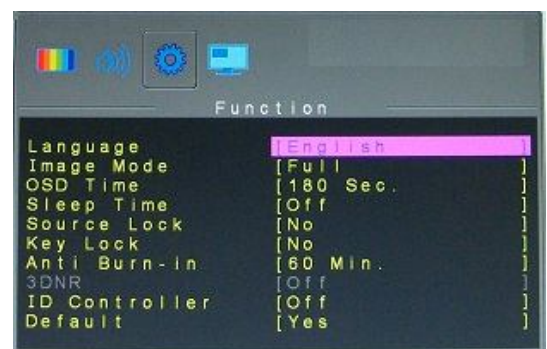 Function
Language [English ]
Image Mode [Full ]
OSD Time [180 Sec. ]
Sleep Time [Off ]
Source Lock [No ]
Key Lock [No ]
Anti Burn-in [60 Min. ]
3DNR [Off ]
ID Controller [Off ]
Default [Yes ]